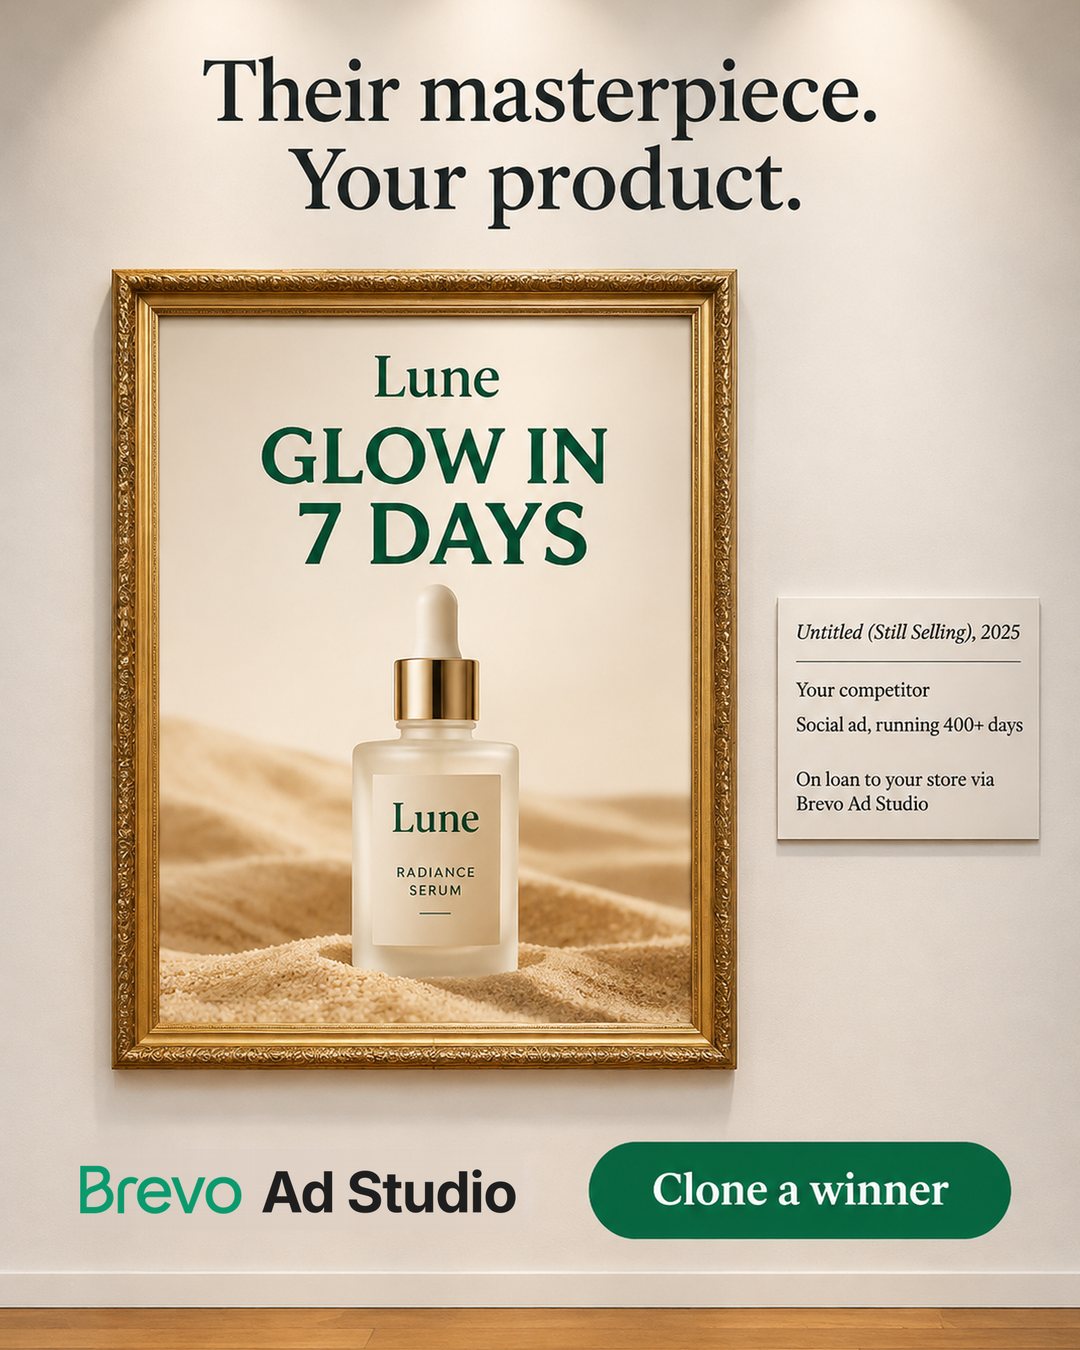 Their masterpiece.
Your product.
Lune
GLOW IN
7 DAYS
Lune
RADIANCE
SERUM
Untitled (Still Selling), 2025
Your competitor
Social ad, running 400+ days
On loan to your store via
Brevo Ad Studio
Brevo Ad Studio
Clone a winner